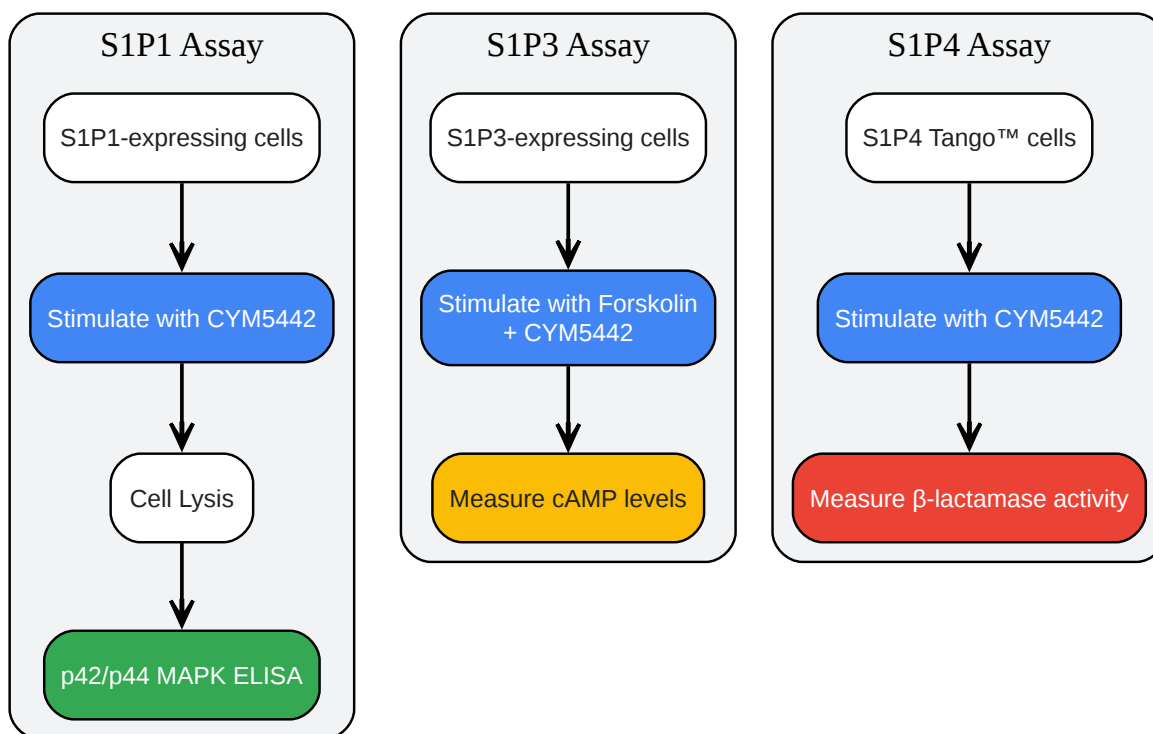 S1P1 Assay
S1P1-expressing cells
Stimulate with CYM5442
Cell Lysis
p42/p44 MAPK ELISA
S1P3 Assay
S1P3-expressing cells
Stimulate with Forskolin
+ CYM5442
Measure cAMP levels
S1P4 Assay
S1P4 Tango™ cells
Stimulate with CYM5442
Measure β-lactamase activity